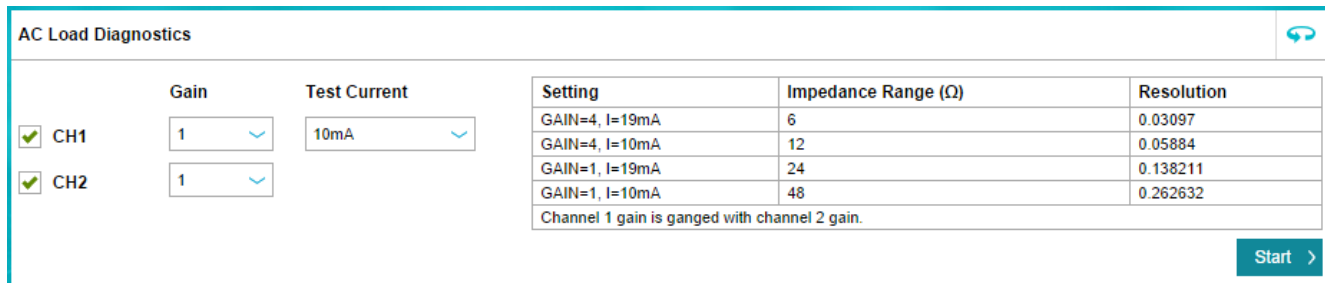 AC Load Diagnostics
Gain Test Current
CH1 1 10mA
CH2 1
Setting Impedance Range (Ω) Resolution
GAIN=4, I=19mA 6 0.03097
GAIN=4, I=10mA 12 0.05884
GAIN=1, I=19mA 24 0.138211
GAIN=1, I=10mA 48 0.262632
Channel 1 gain is ganged with channel 2 gain.
Start